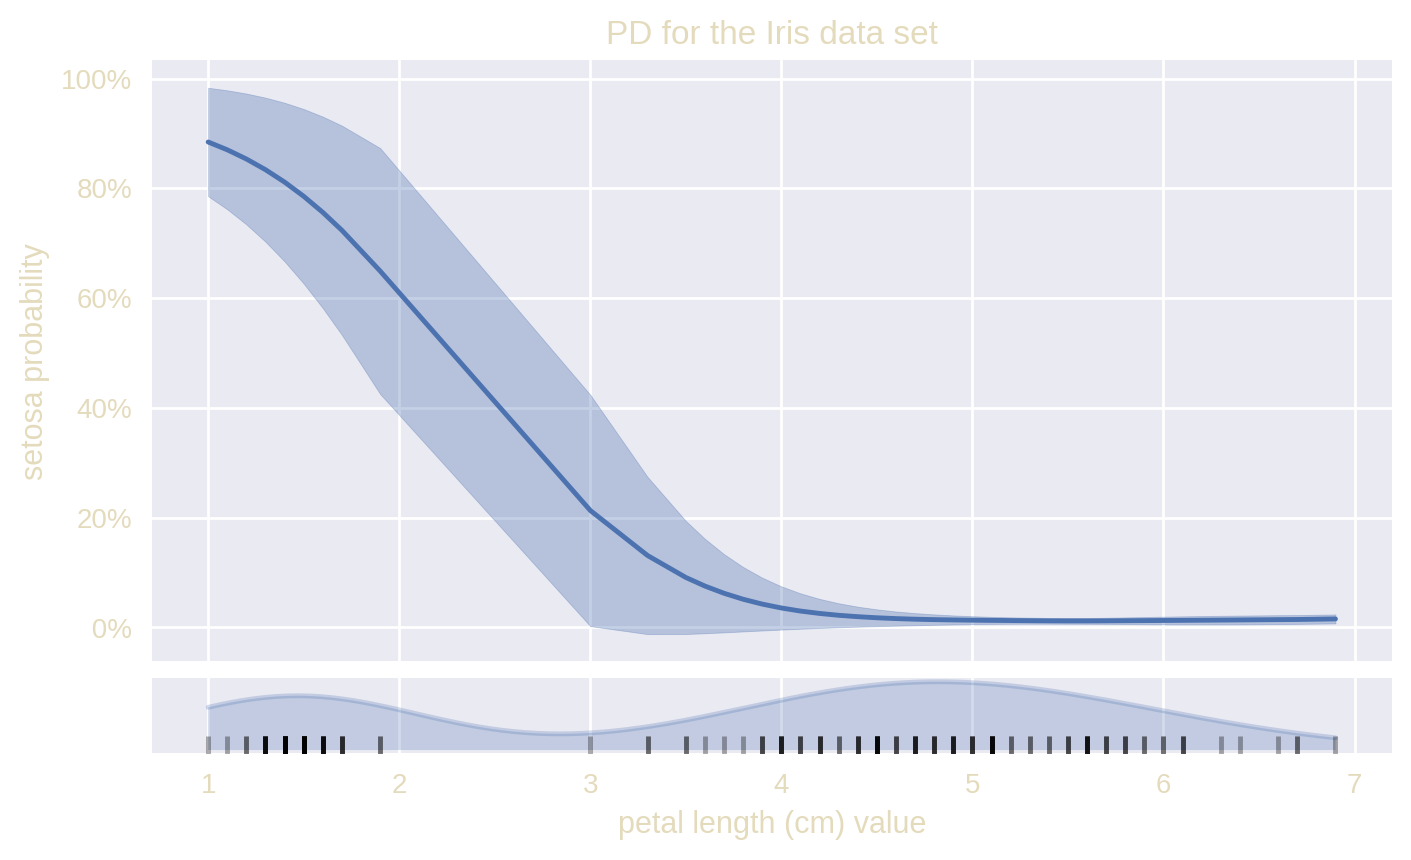 PD for the Iris data set
100%
80%
60%
40%
20%
0%
setosa probability
1 2 3 4 5 6 7
petal length (cm) value